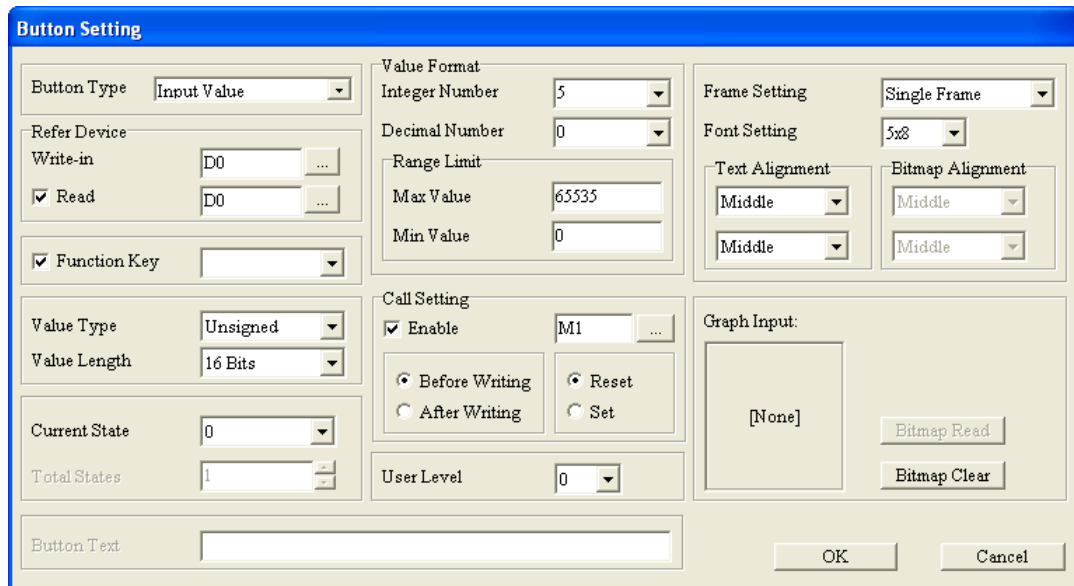 Button Setting
Button Type Input Value
Refer Device
Write-in D0 ...
Read D0 ...
Function Key
Value Type Unsigned
Value Length 16 Bits
Current State 0
Total States 1
Button Text
Value Format
Integer Number 5
Decimal Number 0
Range Limit
Max Value 65535
Min Value 0
Call Setting
Enable M1 ...
Before Writing Reset
After Writing Set
User Level 0
Frame Setting Single Frame
Font Setting 5x8
Text Alignment Bitmap Alignment
Middle Middle
Middle Middle
Graph Input:
[None]
Bitmap Read
Bitmap Clear
OK Cancel